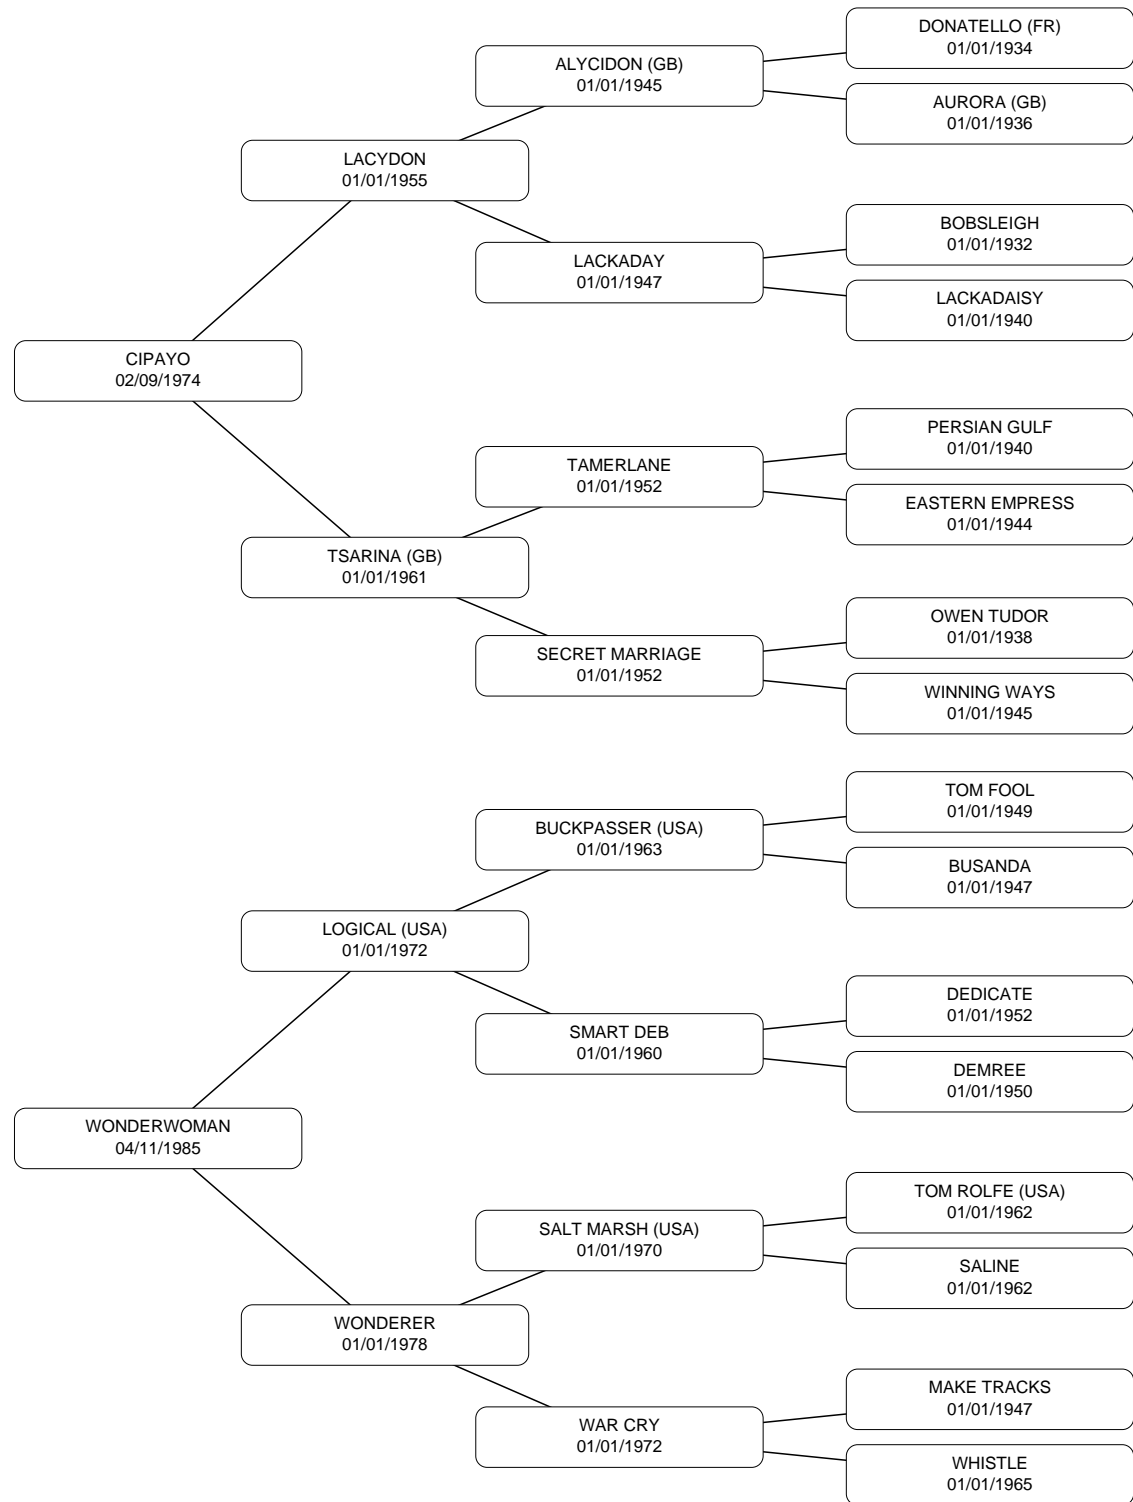 DONATELLO (FR)
01/01/1934
ALYCIDON (GB)
01/01/1945
AURORA (GB)
01/01/1936
LACYDON
01/01/1955
BOBSLEIGH
01/01/1932
LACKADAY
01/01/1947
LACKADAISY
01/01/1940
CIPAYO
02/09/1974
PERSIAN GULF
01/01/1940
TAMERLANE
01/01/1952
EASTERN EMPRESS
01/01/1944
TSARINA (GB)
01/01/1961
OWEN TUDOR
01/01/1938
SECRET MARRIAGE
01/01/1952
WINNING WAYS
01/01/1945
TOM FOOL
01/01/1949
BUCKPASSER (USA)
01/01/1963
BUSANDA
01/01/1947
LOGICAL (USA)
01/01/1972
DEDICATE
01/01/1952
SMART DEB
01/01/1960
DEMREE
01/01/1950
WONDERWOMAN
04/11/1985
TOM ROLFE (USA)
01/01/1962
SALT MARSH (USA)
01/01/1970
SALINE
01/01/1962
WONDERER
01/01/1978
MAKE TRACKS
01/01/1947
WAR CRY
01/01/1972
WHISTLE
01/01/1965